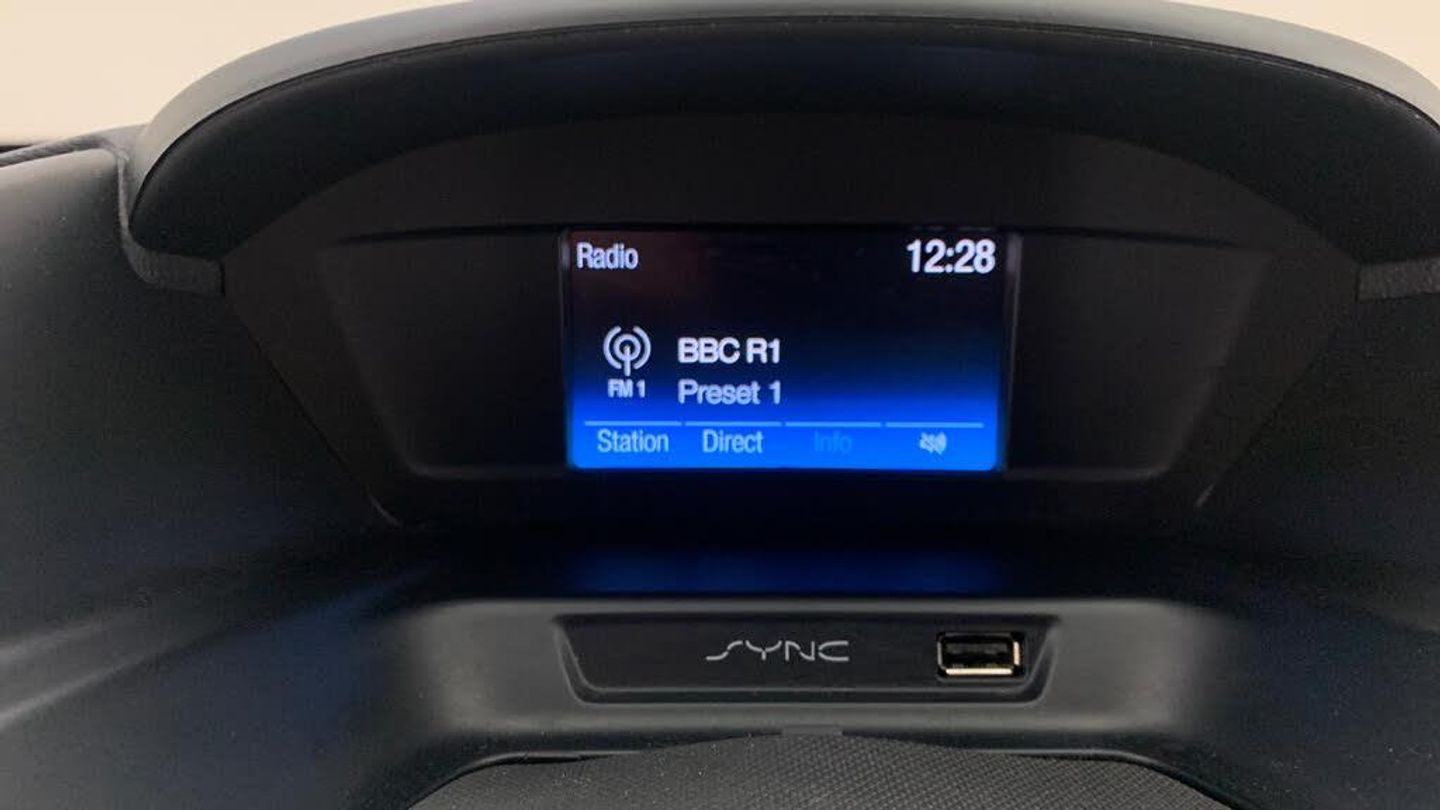 Radio
12:28
BBC R1
FM 1
Preset 1
Station Direct Info
SYNC